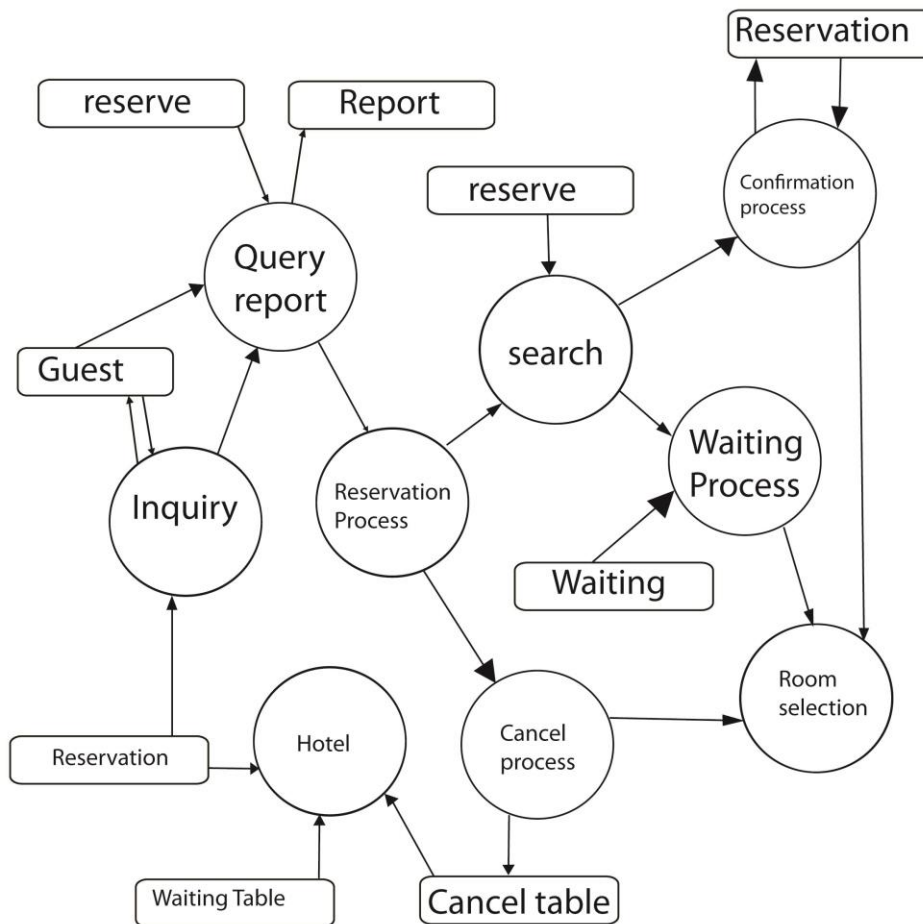 Reservation
reserve
Report
Confirmation
process
reserve
Query
report
search
Guest
Waiting
Process
Inquiry
Reservation
Process
Waiting
Room
selection
Hotel
Cancel
process
Reservation
Waiting Table
Cancel table